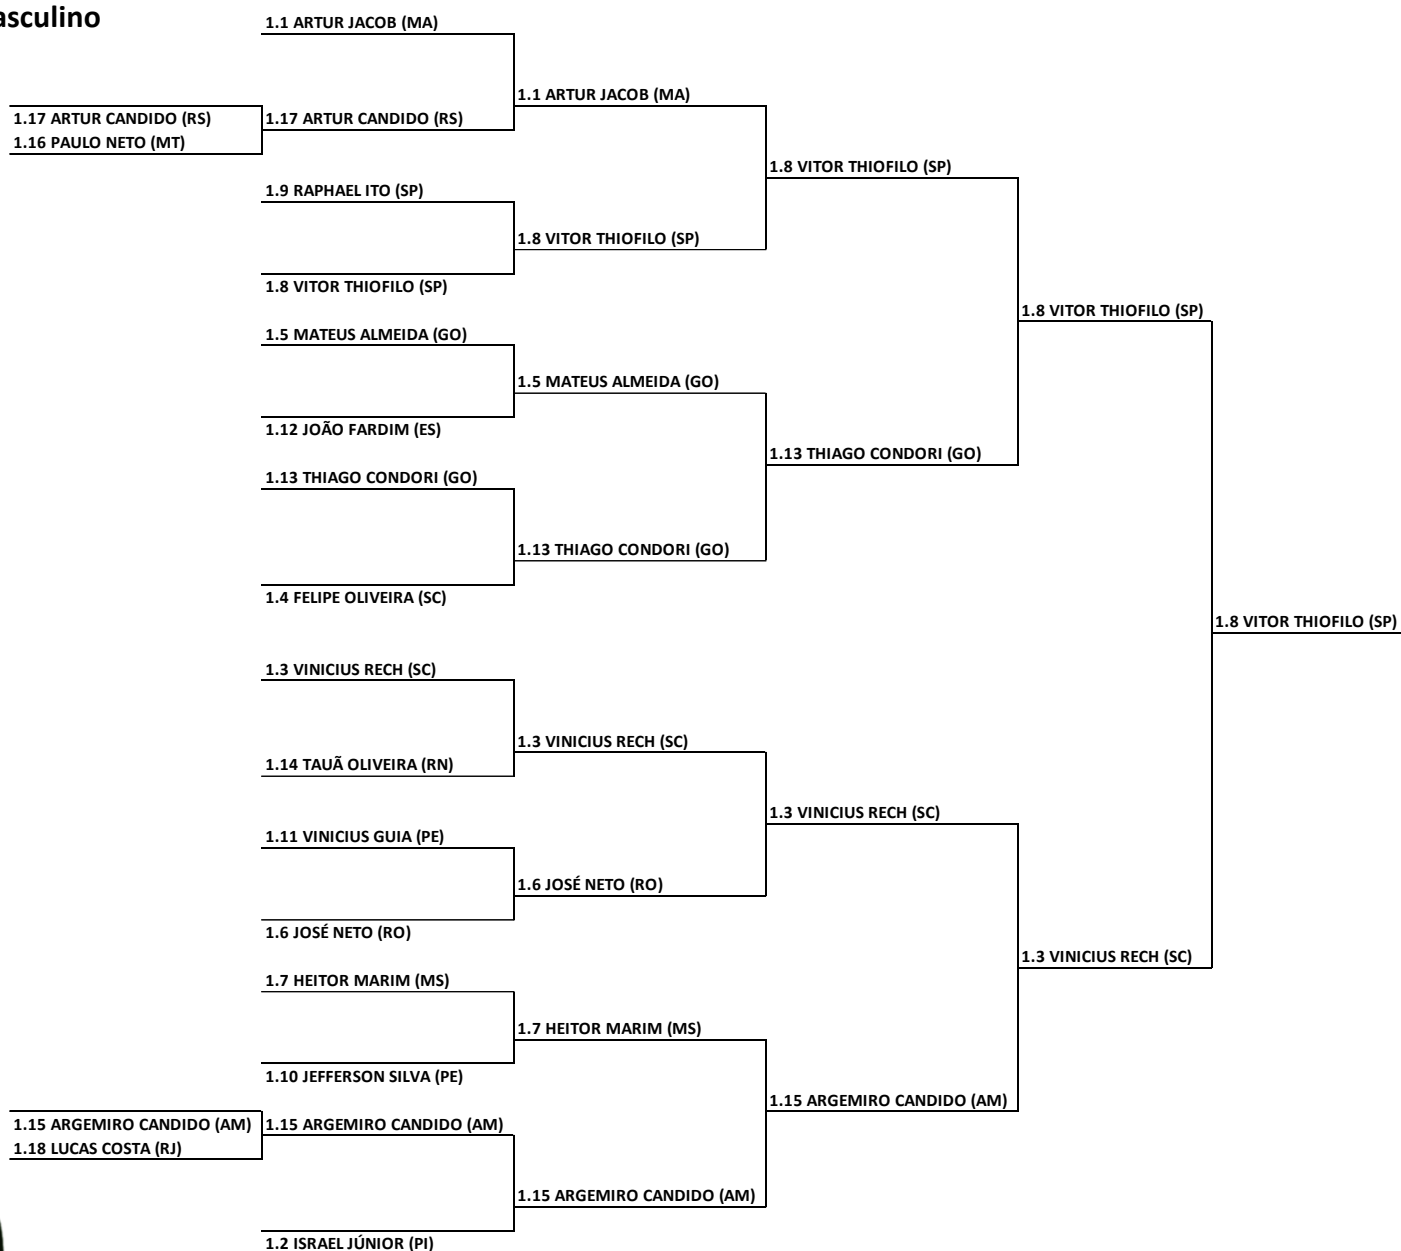 asculino
1.1 ARTUR JACOB (MA)
1.1 ARTUR JACOB (MA)
1.17 ARTUR CANDIDO (RS)
1.17 ARTUR CANDIDO (RS)
1.16 PAULO NETO (MT)
1.8 VITOR THIOFILO (SP)
1.9 RAPHAEL ITO (SP)
1.8 VITOR THIOFILO (SP)
1.8 VITOR THIOFILO (SP)
1.8 VITOR THIOFILO (SP)
1.5 MATEUS ALMEIDA (GO)
1.5 MATEUS ALMEIDA (GO)
1.12 JOÃO FARDIM (ES)
1.13 THIAGO CONDORI (GO)
1.13 THIAGO CONDORI (GO)
1.13 THIAGO CONDORI (GO)
1.4 FELIPE OLIVEIRA (SC)
1.8 VITOR THIOFILO (SP)
1.3 VINICIUS RECH (SC)
1.3 VINICIUS RECH (SC)
1.14 TAUÃ OLIVEIRA (RN)
1.3 VINICIUS RECH (SC)
1.11 VINICIUS GUIA (PE)
1.6 JOSÉ NETO (RO)
1.6 JOSÉ NETO (RO)
1.3 VINICIUS RECH (SC)
1.7 HEITOR MARIM (MS)
1.7 HEITOR MARIM (MS)
1.10 JEFFERSON SILVA (PE)
1.15 ARGEMIRO CANDIDO (AM)
1.15 ARGEMIRO CANDIDO (AM)
1.15 ARGEMIRO CANDIDO (AM)
1.18 LUCAS COSTA (RJ)
1.15 ARGEMIRO CANDIDO (AM)
1.2 ISRAEL JÚNIOR (PI)